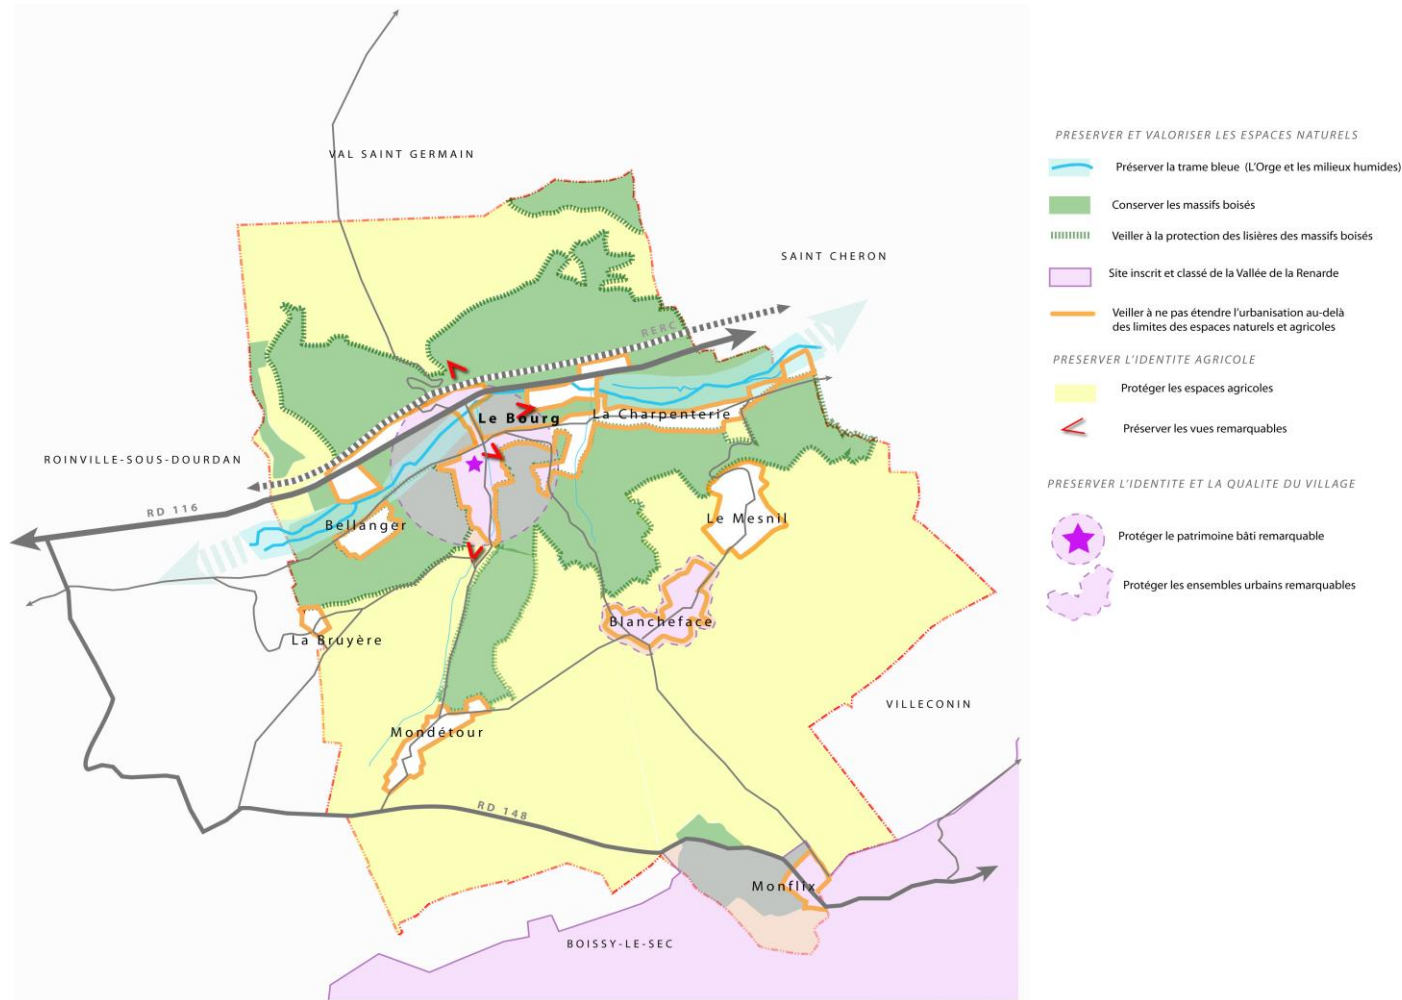 VAL SAINT GERMAIN
SAINT CHERON
RERC
Le Bourg
La Charpenterie
ROINVILLE-SOUS-DOURDAN
RD 116
Bellanger
Le Mesnil
La Bruyère
Blancheface
VILLECONIN
Mondétour
RD 148
Monflix
BOISSY-LE-SEC
PRESERVER ET VALORISER LES ESPACES NATURELS
Préserver la trame bleue (L'Orge et les milieux humides)
Conserver les massifs boisés
Veiller à la protection des lisières des massifs boisés
Site inscrit et classé de la Vallée de la Renarde
Veiller à ne pas étendre l'urbanisation au-delà
des limites des espaces naturels et agricoles
PRESERVER L'IDENTITE AGRICOLE
Protéger les espaces agricoles
Préserver les vues remarquables
PRESERVER L'IDENTITE ET LA QUALITE DU VILLAGE
Protéger le patrimoine bâti remarquable
Protéger les ensembles urbains remarquables